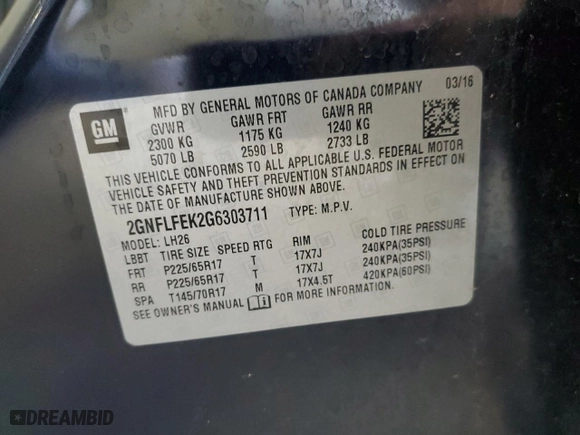 GM
MFD BY GENERAL MOTORS OF CANADA COMPANY 03/16
GVWR GAWR FRT GAWR RR
2300 KG 1175 KG 1240 KG
5070 LB 2590 LB 2733 LB
THIS VEHICLE CONFORMS TO ALL APPLICABLE U.S. FEDERAL MOTOR
VEHICLE SAFETY AND THEFT PREVENTION STANDARDS IN EFFECT ON
THE DATE OF MANUFACTURE SHOWN ABOVE.
2GNFLFEK2G6303711 TYPE: M.P.V.
MODEL: LH26
LBBT TIRE SIZE SPEED RTG RIM COLD TIRE PRESSURE
FRT P225/65R17 T 17X7J 240KPA(35PSI)
RR P225/65R17 T 17X7J 240KPA(35PSI)
SPA T145/70R17 M 17X4.5T 420KPA(60PSI)
SEE OWNER'S MANUAL FOR MORE INFORMATION.
DREAMBID